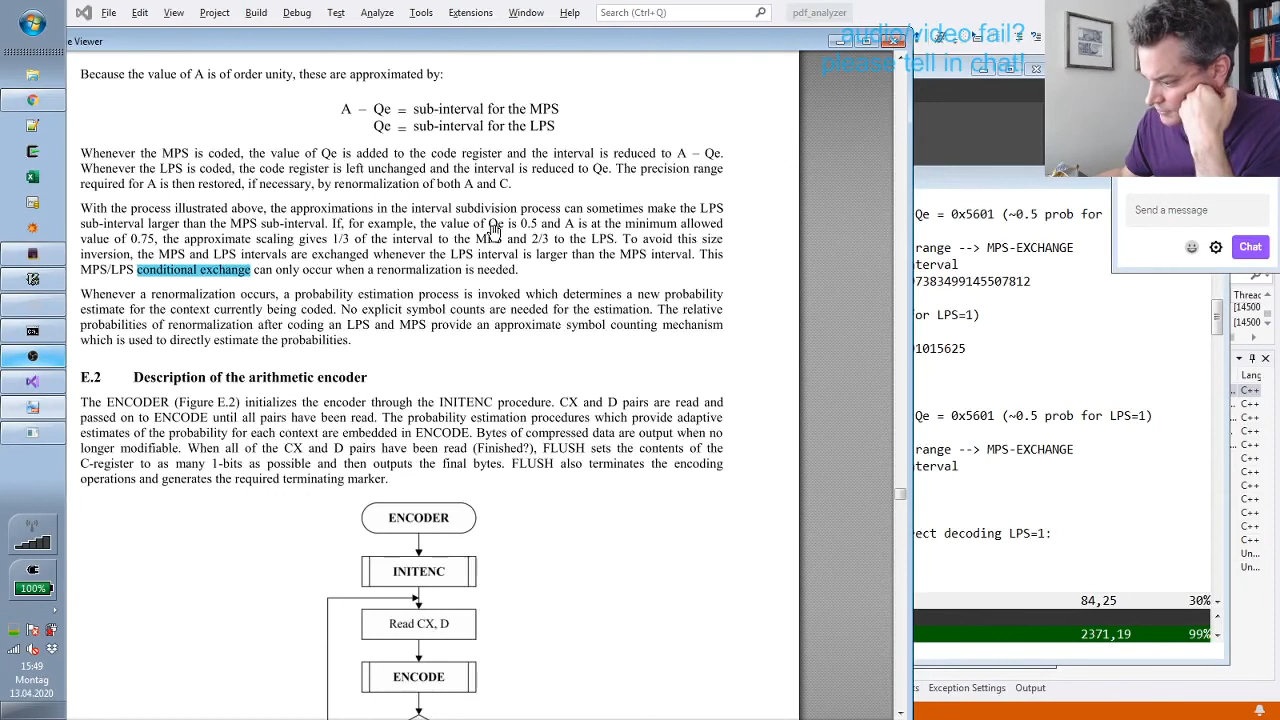 File Edit View Project Build Debug Test Analyze Tools Extensions Window Help Search (Ctrl+Q) pdf_analyzer
audio/video fail?
please tell in chat!
e Viewer
Because the value of A is of order unity, these are approximated by:
A – Qe = sub-interval for the MPS
Qe = sub-interval for the LPS
Whenever the MPS is coded, the value of Qe is added to the code register and the interval is reduced to A – Qe.
Whenever the LPS is coded, the code register is left unchanged and the interval is reduced to Qe. The precision range
required for A is then restored, if necessary, by renormalization of both A and C.
With the process illustrated above, the approximations in the interval subdivision process can sometimes make the LPS
sub-interval larger than the MPS sub-interval. If, for example, the value of Qe is 0.5 and A is at the minimum allowed
value of 0.75, the approximate scaling gives 1/3 of the interval to the MPS and 2/3 to the LPS. To avoid this size
inversion, the MPS and LPS intervals are exchanged whenever the LPS interval is larger than the MPS interval. This
MPS/LPS conditional exchange can only occur when a renormalization is needed.
Whenever a renormalization occurs, a probability estimation process is invoked which determines a new probability
estimate for the context currently being coded. No explicit symbol counts are needed for the estimation. The relative
probabilities of renormalization after coding an LPS and MPS provide an approximate symbol counting mechanism
which is used to directly estimate the probabilities.
E.2 Description of the arithmetic encoder
The ENCODER (Figure E.2) initializes the encoder through the INITENC procedure. CX and D pairs are read and
passed on to ENCODE until all pairs have been read. The probability estimation procedures which provide adaptive
estimates of the probability for each context are embedded in ENCODE. Bytes of compressed data are output when no
longer modifiable. When all of the CX and D pairs have been read (Finished?), FLUSH sets the contents of the
C-register to as many 1-bits as possible and then outputs the final bytes. FLUSH also terminates the encoding
operations and generates the required terminating marker.
ENCODER
INITENC
Read CX, D
ENCODE
Send a message
Chat
Qe = 0x5601 (~0.5 prob for
range --> MPS-EXCHANGE
nterval
97383499145507812
for LPS=1)
01015625
Qe = 0x5601 (~0.5 prob for LPS=1)
range --> MPS-EXCHANGE
nterval
ect decoding LPS=1:
84,25 30%
2371,19 99%
Threac
[14500
[14500
Lang
C++
C++
C++
C++
C++
C++
C++
C++
C++
C++
Un...
Un...
Exception Settings Output
100%
15:49
Montag
13.04.2020